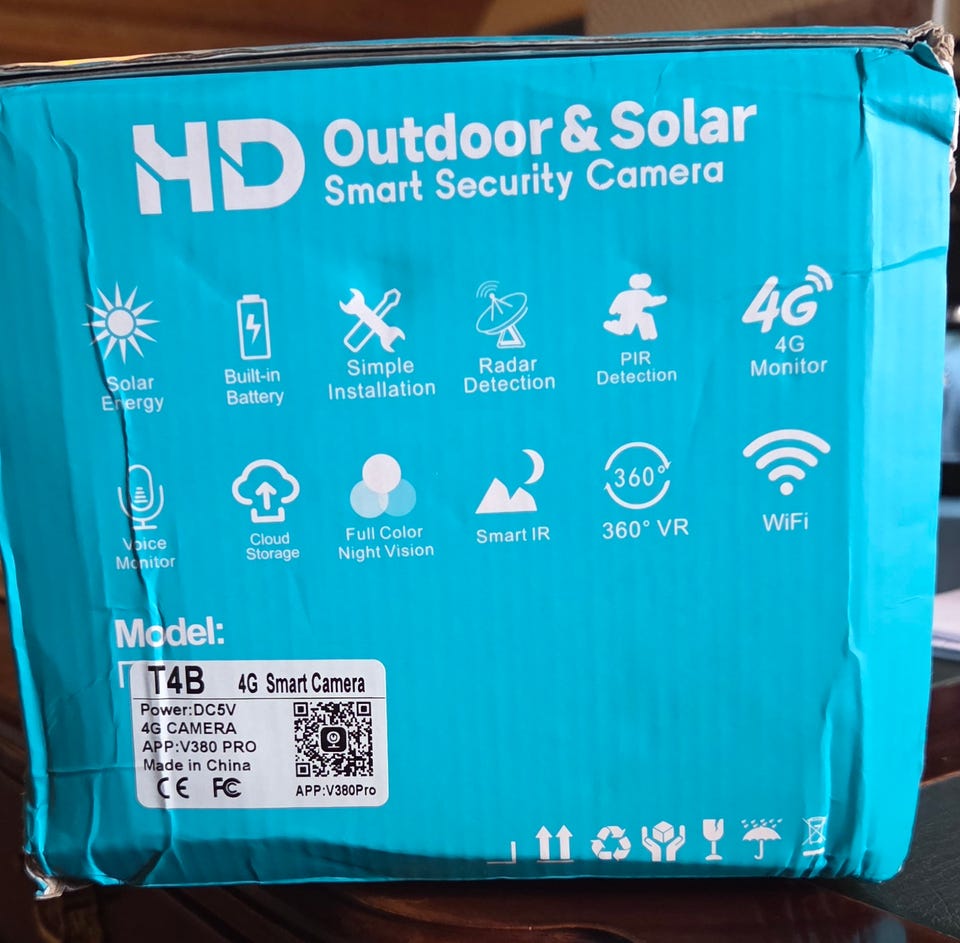 HD Outdoor & Solar
Smart Security Camera
Solar
Energy
Built-in
Battery
Simple
Installation
Radar
Detection
PIR
Detection
4G
4G
Monitor
Voice
Monitor
Cloud
Storage
Full Color
Night Vision
Smart IR
360°
360° VR
WiFi
Model:
T4B 4G Smart Camera
Power:DC5V
4G CAMERA
APP:V380 PRO
Made in China
CE FC
APP:V380Pro